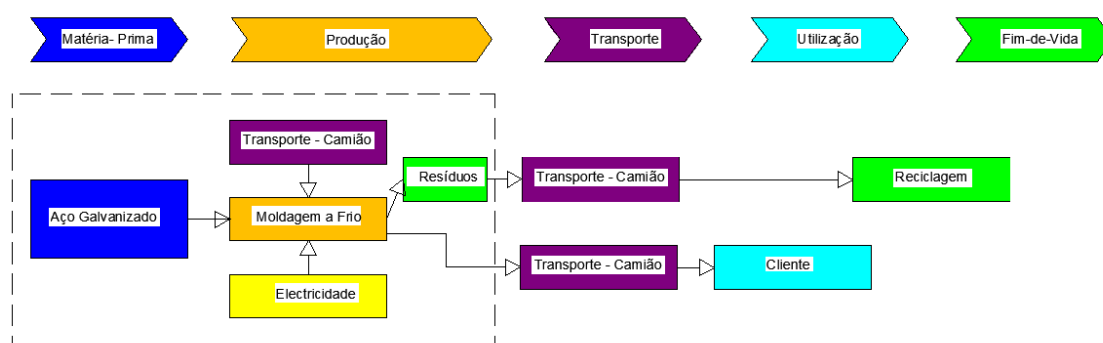 Matéria- Prima
Produção
Transporte
Utilização
Fim-de-Vida
Transporte - Camião
Resíduos
Transporte - Camião
Reciclagem
Aço Galvanizado
Moldagem a Frio
Transporte - Camião
Cliente
Electricidade